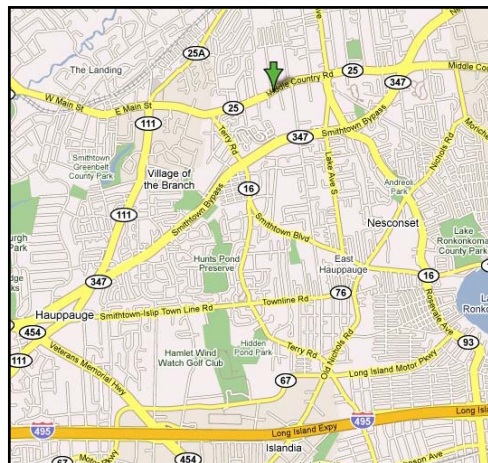 25A
The Landing
W Main St
E Main St
25
Middle Country Rd
25
Middle Cou
347
111
Terry Rd
347
Smithtown Bypass
Smithtown
Greenbelt
County Park
Village of
the Branch
Lake Ave S
Nichols Rd
Andreoli
Park
16
111
Smithtown Bypass
Smithtown Blvd
Nesconset
Lake
Ronkonkoma
County Park
Hunts Pond
Preserve
East
Hauppauge
16
347
76
Hauppauge
Smithtown-Islip Town Line Rd
Townline Rd
Rosevale Ave
454
Terry Rd
93
111
Veterans Memorial Hwy
Hamlet Wind
Watch Golf Club
Hidden
Pond Park
Old Nichols Rd
67
Long Island Motor Pkwy
495
Long Island Expy
495
Long Isla
Islandia
67
Motor Pkwy
454